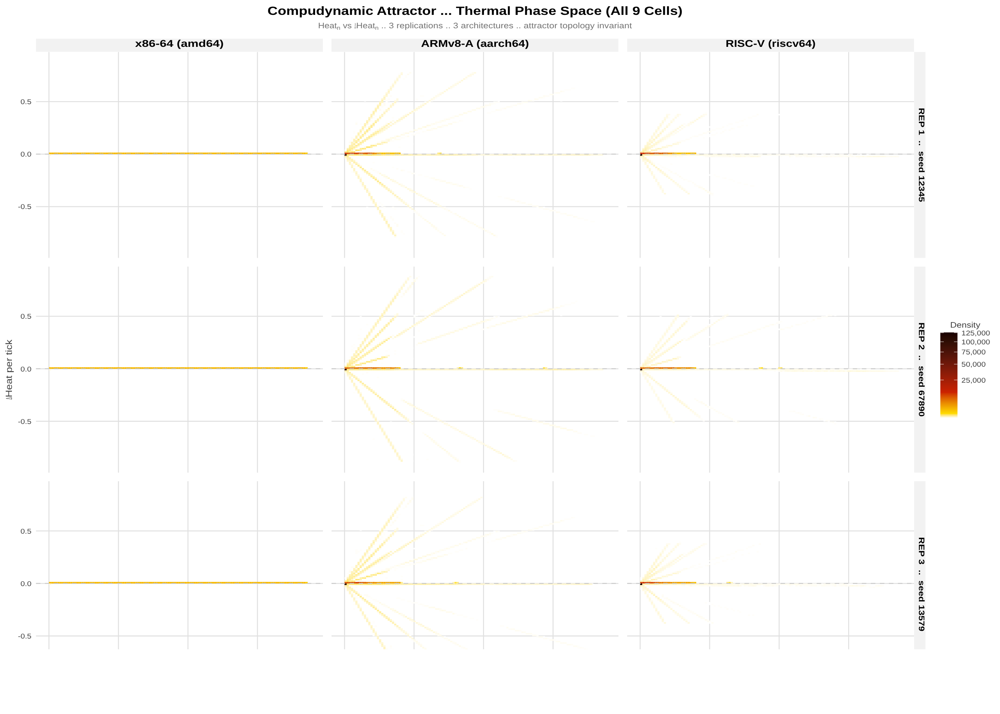 Compudynamic Attractor ... Thermal Phase Space (All 9 Cells)
Heatn vs ΔHeatn .. 3 replications .. 3 architectures .. attractor topology invariant
x86-64 (amd64)
ARMv8-A (aarch64)
RISC-V (riscv64)
0.5
0.0
-0.5
REP 1 .. seed 12345
0.5
0.0
-0.5
REP 2 .. seed 67890
0.5
0.0
-0.5
REP 3 .. seed 13579
ΔHeat per tick
Density
125,000
100,000
75,000
50,000
25,000